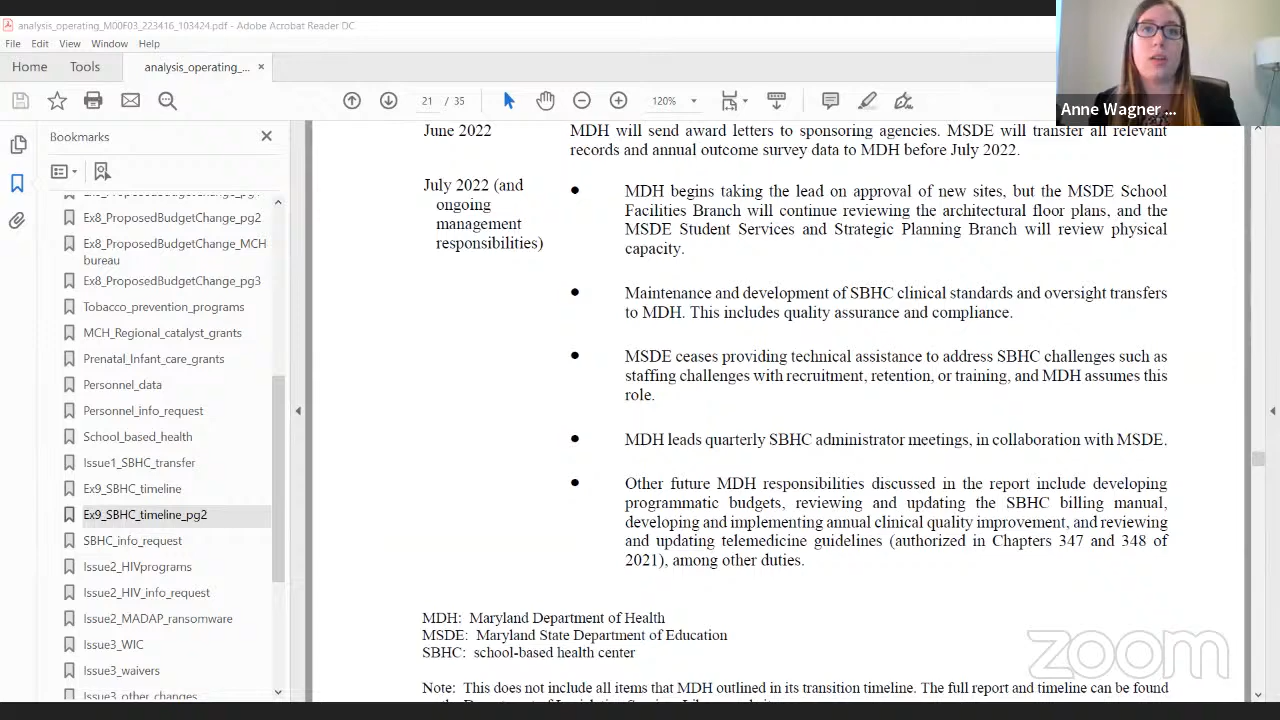 analysis_operating_M00F03_223416_103424.pdf - Adobe Acrobat Reader DC
File Edit View Window Help
Home Tools analysis_operating_... ×
21 / 35 120%
Anne Wagner ...
Bookmarks
Ex8_ProposedBudgetChange_pg2
Ex8_ProposedBudgetChange_MCH
bureau
Ex8_ProposedBudgetChange_pg3
Tobacco_prevention_programs
MCH_Regional_catalyst_grants
Prenatal_Infant_care_grants
Personnel_data
Personnel_info_request
School_based_health
Issue1_SBHC_transfer
Ex9_SBHC_timeline
Ex9_SBHC_timeline_pg2
SBHC_info_request
Issue2_HIVprograms
Issue2_HIV_info_request
Issue2_MADAP_ransomware
Issue3_WIC
Issue3_waivers
Issue3_other_changes
June 2022 MDH will send award letters to sponsoring agencies. MSDE will transfer all relevant
records and annual outcome survey data to MDH before July 2022.
July 2022 (and
ongoing
management
responsibilities)
• MDH begins taking the lead on approval of new sites, but the MSDE School
Facilities Branch will continue reviewing the architectural floor plans, and the
MSDE Student Services and Strategic Planning Branch will review physical
capacity.
• Maintenance and development of SBHC clinical standards and oversight transfers
to MDH. This includes quality assurance and compliance.
• MSDE ceases providing technical assistance to address SBHC challenges such as
staffing challenges with recruitment, retention, or training, and MDH assumes this
role.
• MDH leads quarterly SBHC administrator meetings, in collaboration with MSDE.
• Other future MDH responsibilities discussed in the report include developing
programmatic budgets, reviewing and updating the SBHC billing manual,
developing and implementing annual clinical quality improvement, and reviewing
and updating telemedicine guidelines (authorized in Chapters 347 and 348 of
2021), among other duties.
MDH: Maryland Department of Health
MSDE: Maryland State Department of Education
SBHC: school-based health center
Note: This does not include all items that MDH outlined in its transition timeline. The full report and timeline can be found
zoom